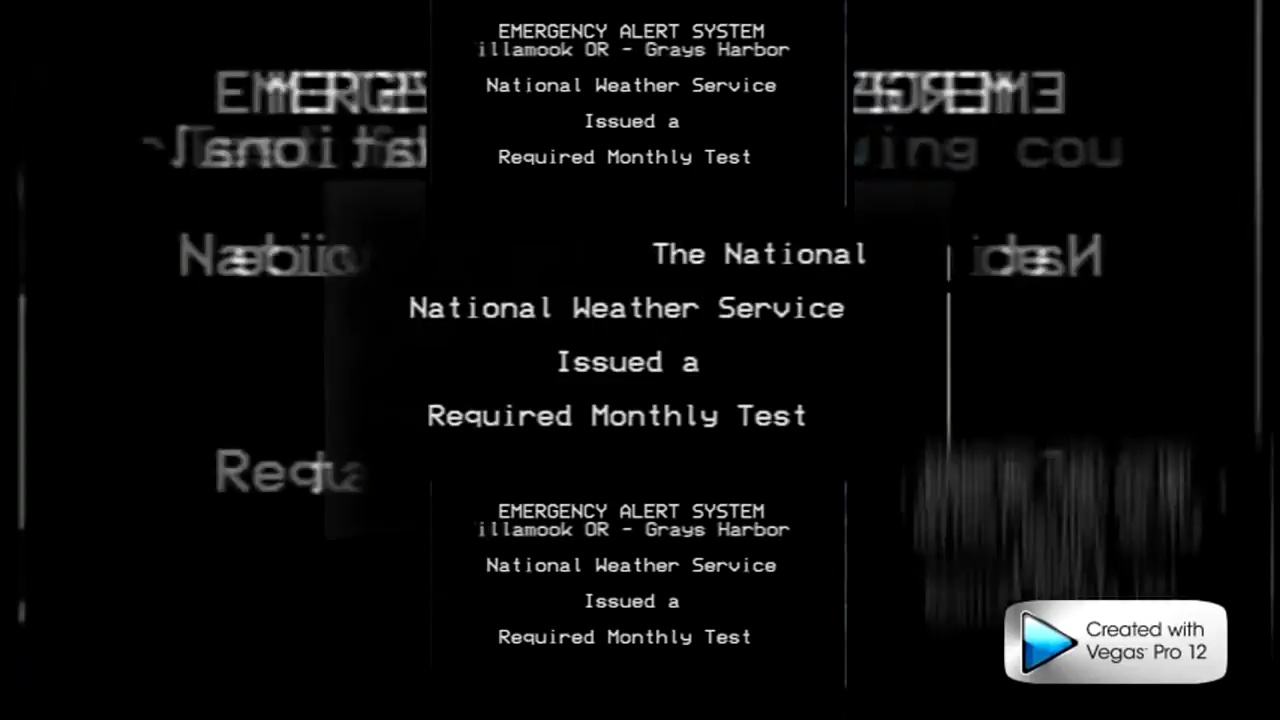 EMERGENCY ALERT SYSTEM
illamook OR - Grays Harbor
National Weather Service
Issued a
Required Monthly Test
ing cou
The National
National Weather Service
Issued a
Required Monthly Test
EMERGENCY ALERT SYSTEM
illamook OR - Grays Harbor
National Weather Service
Issued a
Required Monthly Test
Created with
Vegas Pro 12